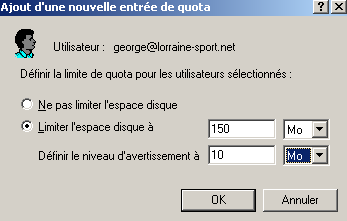 Ajout d'une nouvelle entrée de quota
Utilisateur : george@lorraine-sport.net
Définir la limite de quota pour les utilisateurs sélectionnés :
Ne pas limiter l'espace disque
Limiter l'espace disque à 150 Mo
Définir le niveau d'avertissement à 10 Mo
OK Annuler